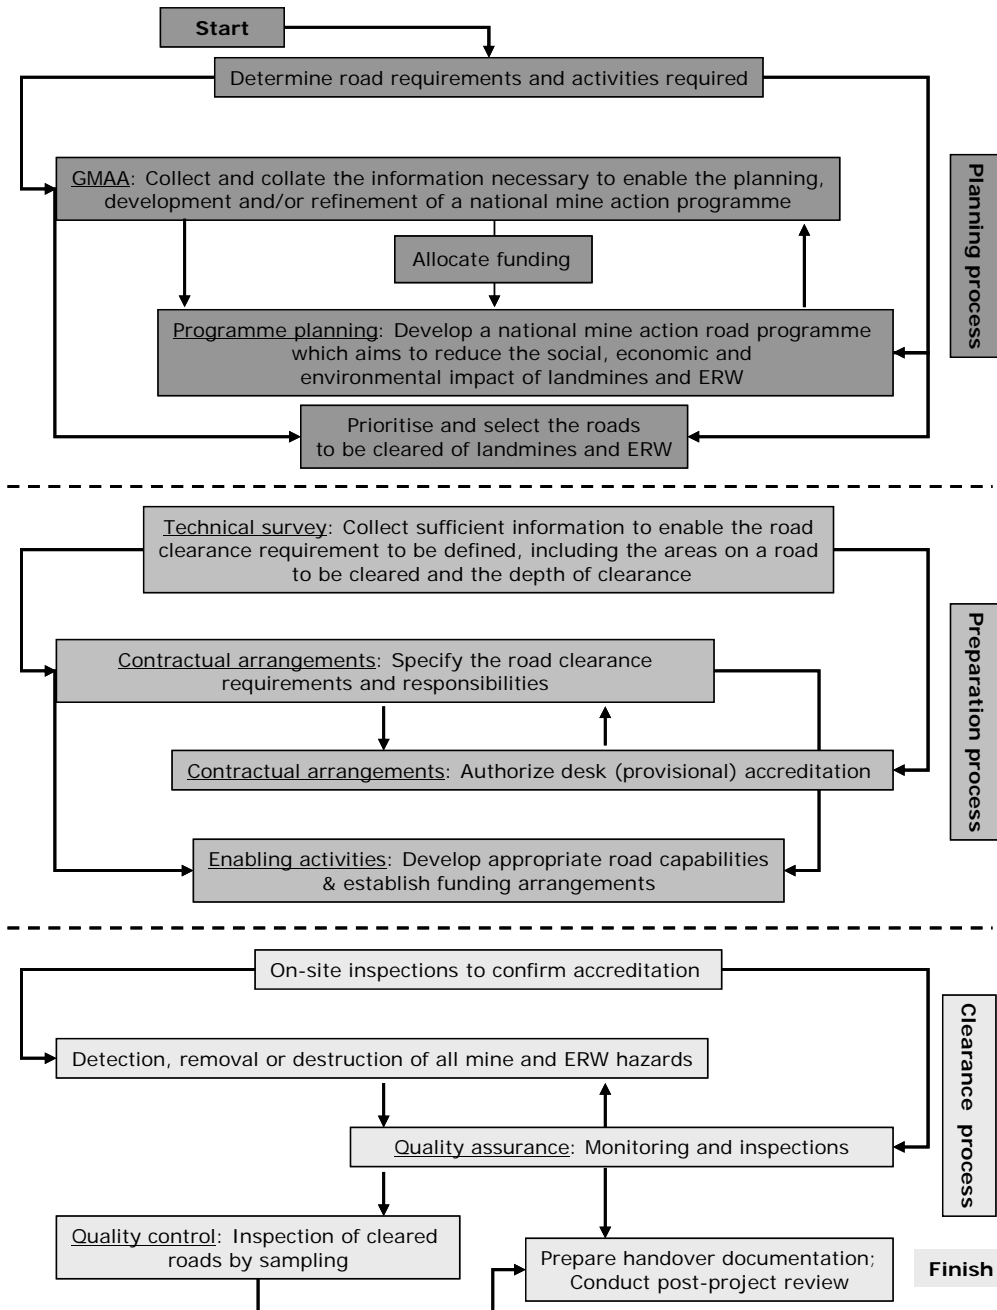 Start
Determine road requirements and activities required
GMAA: Collect and collate the information necessary to enable the planning,
development and/or refinement of a national mine action programme
Allocate funding
Programme planning: Develop a national mine action road programme
which aims to reduce the social, economic and
environmental impact of landmines and ERW
Prioritise and select the roads
to be cleared of landmines and ERW
Planning process
Technical survey: Collect sufficient information to enable the road
clearance requirement to be defined, including the areas on a road
to be cleared and the depth of clearance
Contractual arrangements: Specify the road clearance
requirements and responsibilities
Contractual arrangements: Authorize desk (provisional) accreditation
Enabling activities: Develop appropriate road capabilities
& establish funding arrangements
Preparation process
On-site inspections to confirm accreditation
Detection, removal or destruction of all mine and ERW hazards
Quality assurance: Monitoring and inspections
Quality control: Inspection of cleared
roads by sampling
Prepare handover documentation;
Conduct post-project review
Clearance process
Finish